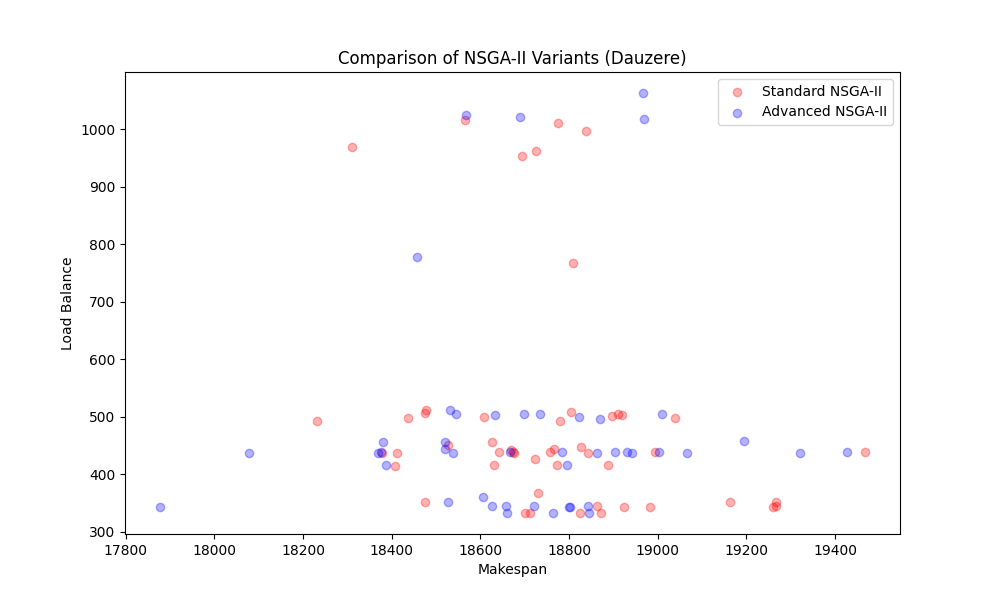 Comparison of NSGA-II Variants (Dauzere)
Standard NSGA-II
Advanced NSGA-II
Load Balance
1000
900
800
700
600
500
400
300
17800 18000 18200 18400 18600 18800 19000 19200 19400
Makespan